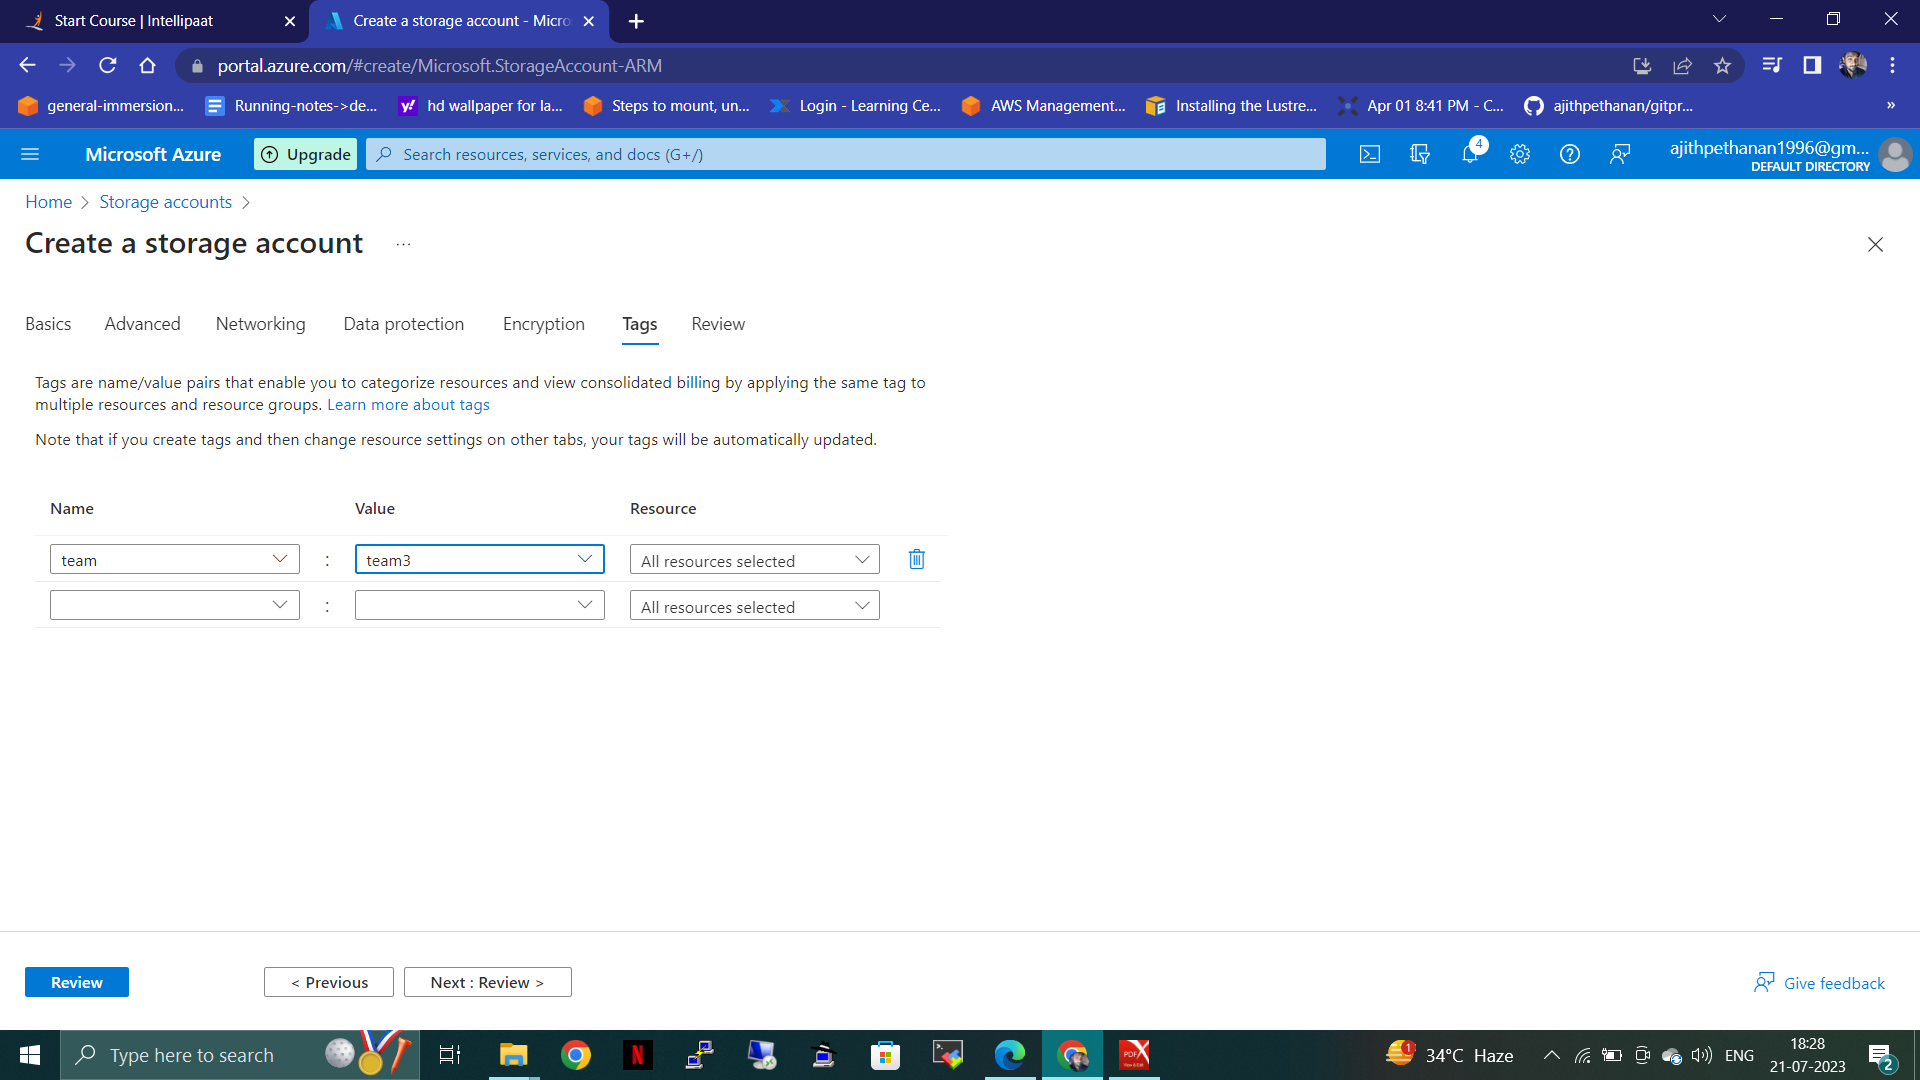 Start Course | Intellipaat
Create a storage account - Micro
portal.azure.com/#create/Microsoft.StorageAccount-ARM
general-immersion...
Running-notes->de...
hd wallpaper for la...
Steps to mount, un...
Login - Learning Ce...
AWS Management...
Installing the Lustre...
Apr 01 8:41 PM - C...
ajithpethanan/gitpr...
»
Microsoft Azure
Upgrade
Search resources, services, and docs (G+/)
4
ajithpethanan1996@gm...
DEFAULT DIRECTORY
Home > Storage accounts >
Create a storage account ...
Basics Advanced Networking Data protection Encryption Tags Review
Tags are name/value pairs that enable you to categorize resources and view consolidated billing by applying the same tag to
multiple resources and resource groups. Learn more about tags
Note that if you create tags and then change resource settings on other tabs, your tags will be automatically updated.
Name Value Resource
team : team3 All resources selected
: All resources selected
Review < Previous Next : Review > Give feedback
Type here to search
N
PDF
1
34°C Haze
ENG
18:28
21-07-2023
2